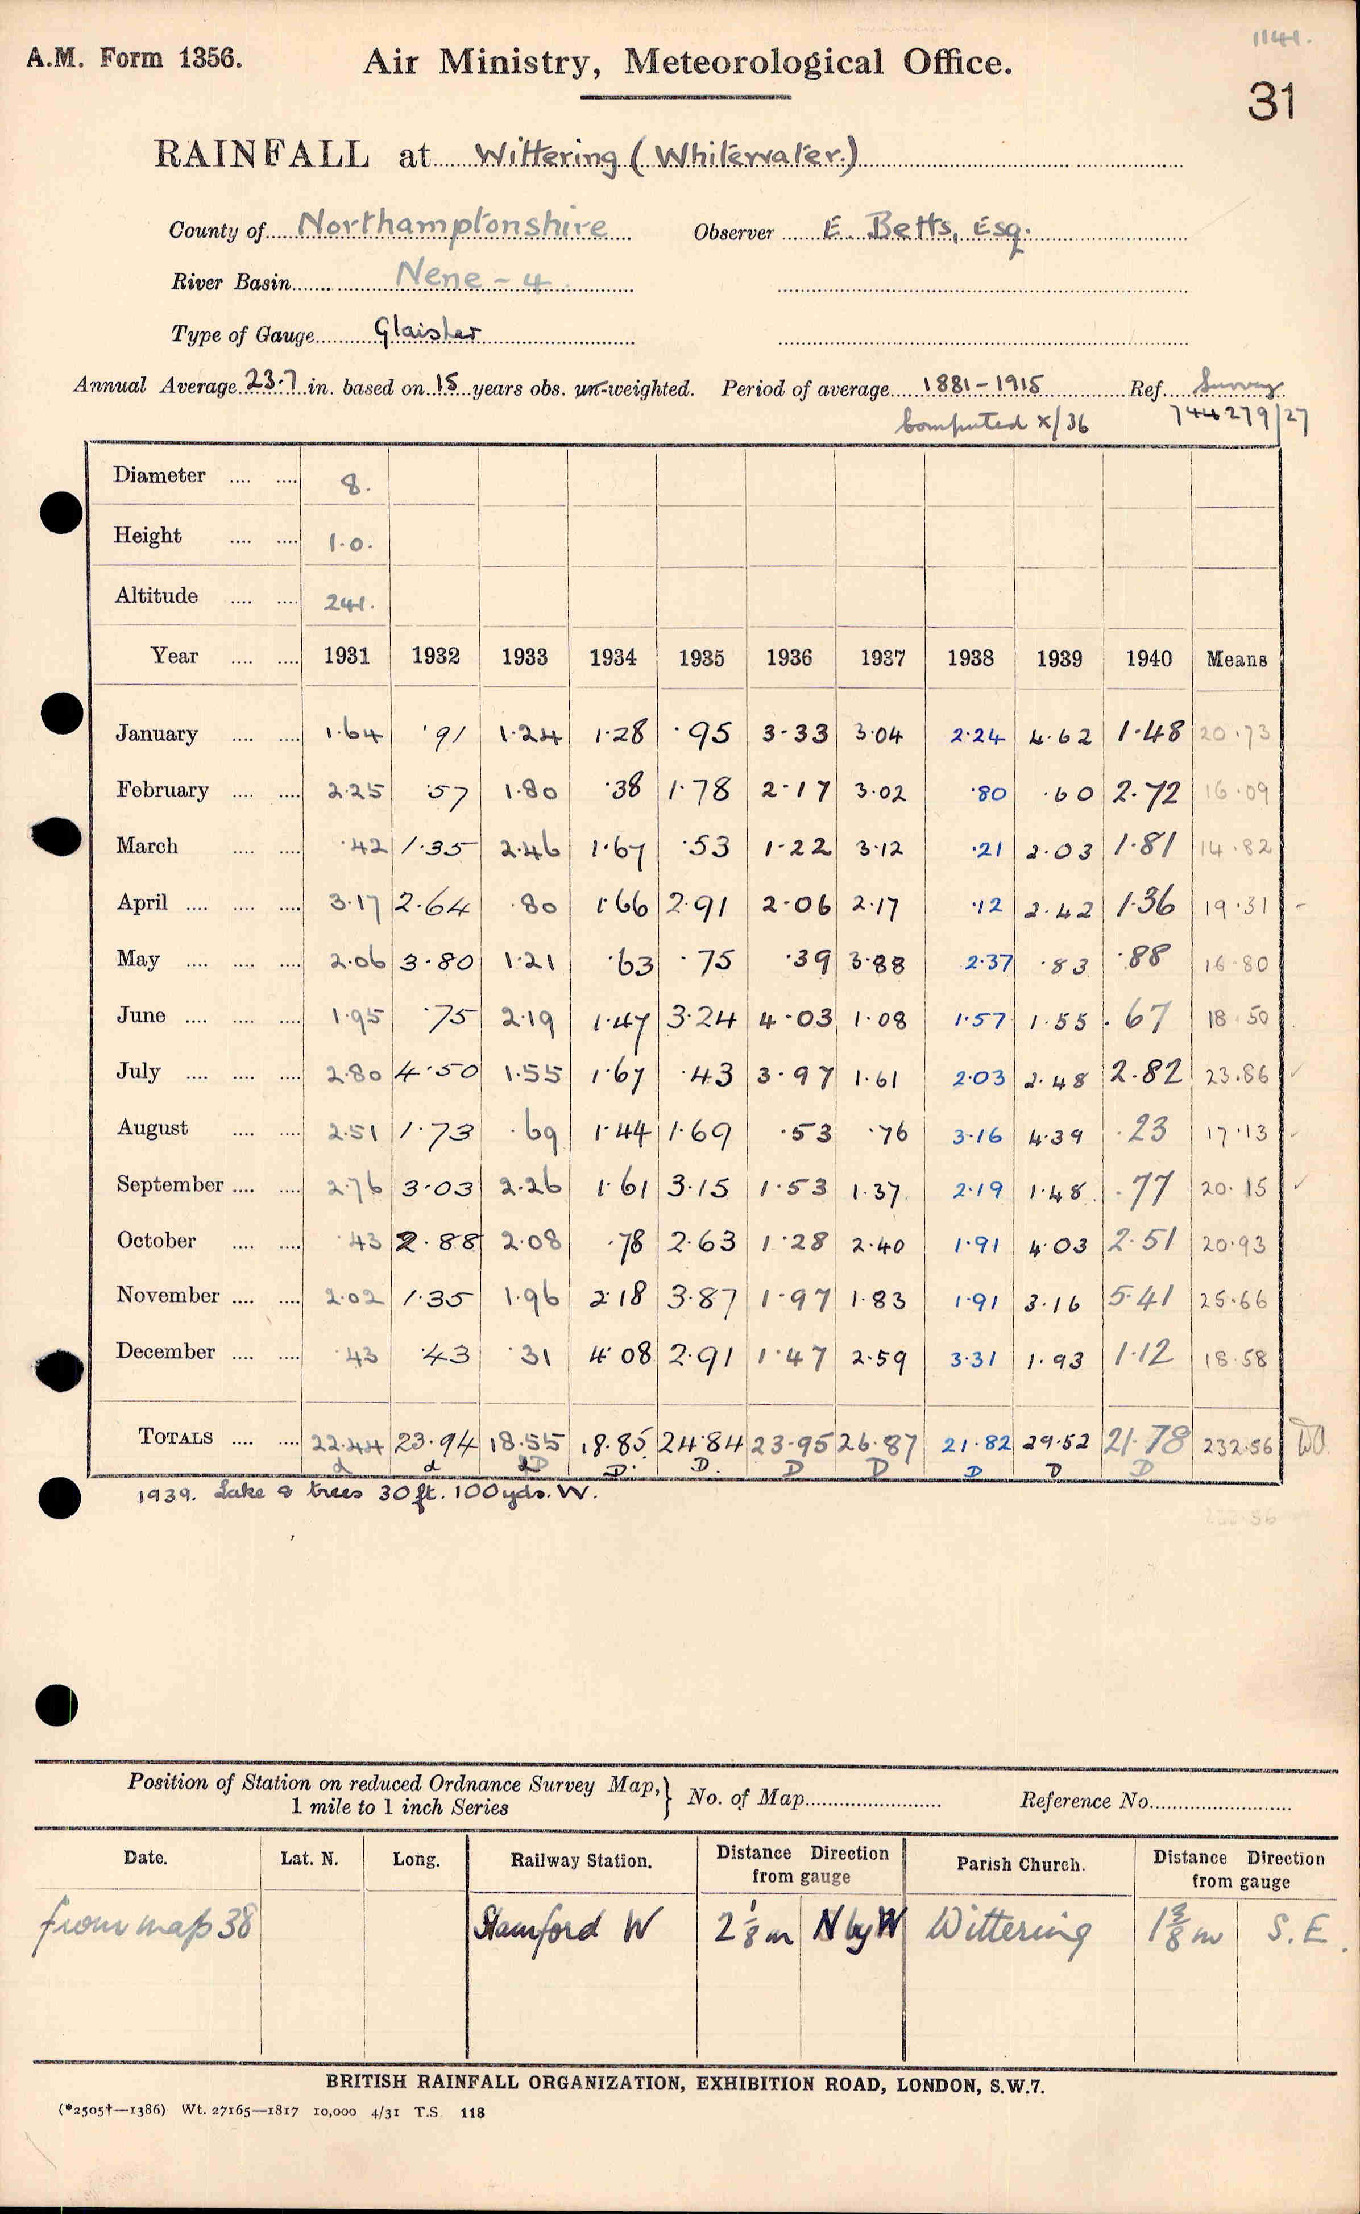 1141.
A.M. Form 1356. Air Ministry, Meteorological Office.
31
RAINFALL at Wittering (Whitewater.)
County of Northamptonshire Observer E. Betts, Esq.
River Basin Nene - 4
Type of Gauge Glaisher
Annual Average 23.7 in. based on 15 years obs. un-weighted. Period of average 1881-1915 Ref. Survey
Computed X/36 744279/27
Diameter .... .... 8.
Height .... .... 1.0.
Altitude .... .... 241.
Year .... .... 1931 1932 1933 1934 1935 1936 1937 1938 1939 1940 Means
January .... .... 1.64 .91 1.24 1.28 .95 3.33 3.04 2.24 4.62 1.48 20.73
February .... .... 2.25 .57 1.80 .38 1.78 2.17 3.02 .80 .60 2.72 16.09
March .... .... .42 1.35 2.46 1.67 .53 1.22 3.12 .21 2.03 1.81 14.82
April .... .... .... 3.17 2.64 .80 1.66 2.91 2.06 2.17 .12 2.42 1.36 19.31 -
May .... .... .... 2.06 3.80 1.21 .63 .75 .39 3.88 2.37 .83 .88 16.80
June .... .... .... 1.95 .75 2.19 1.47 3.24 4.03 1.08 1.57 1.55 .67 18.50
July .... .... .... 2.80 4.50 1.55 1.67 .43 3.97 1.61 2.03 2.48 2.82 23.86 ✓
August .... .... 2.51 1.73 .69 1.44 1.69 .53 .76 3.16 4.39 .23 17.13 ✓
September .... .... 2.76 3.03 2.26 1.61 3.15 1.53 1.37 2.19 1.48 .77 20.15 ✓
October .... .... .43 2.88 2.08 .78 2.63 1.28 2.40 1.91 4.03 2.51 20.93
November .... .... 2.02 1.35 1.96 2.18 3.87 1.97 1.83 1.91 3.16 5.41 25.66
December .... .... .43 .43 .31 4.08 2.91 1.47 2.59 3.31 1.93 1.12 18.58
TOTALS .... .... 22.44 23.94 18.55 18.85 24.84 23.95 26.87 21.82 29.52 21.78 232.56
d d D D. D. D D D D D
1939. Lake & trees 30 ft. 100 yds. W.
Position of Station on reduced Ordnance Survey Map,} No. of Map Reference No.
1 mile to 1 inch Series
Date. Lat. N. Long. Railway Station. Distance Direction from gauge Parish Church. Distance Direction from gauge
from map 38 Stamford W 2 1/8 m N by W Wittering 1 3/8 m S.E.
BRITISH RAINFALL ORGANIZATION, EXHIBITION ROAD, LONDON, S.W.7.
(*2505†—1386) Wt. 27165—1817 10,000 4/31 T.S. 118